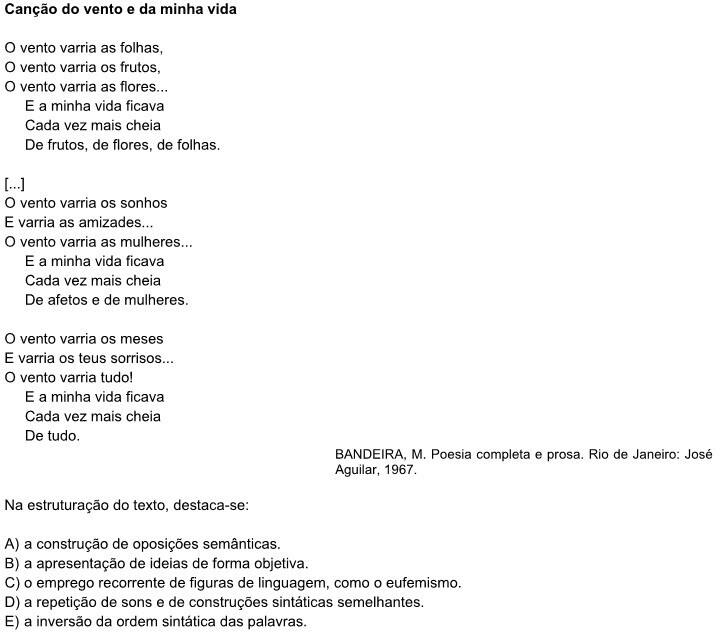 Canção do vento e da minha vida
O vento varria as folhas,
O vento varria os frutos,
O vento varria as flores...
E a minha vida ficava
Cada vez mais cheia
De frutos, de flores, de folhas.
[...]
O vento varria os sonhos
E varria as amizades...
O vento varria as mulheres...
E a minha vida ficava
Cada vez mais cheia
De afetos e de mulheres.
O vento varria os meses
E varria os teus sorrisos...
O vento varria tudo!
E a minha vida ficava
Cada vez mais cheia
De tudo.
BANDEIRA, M. Poesia completa e prosa. Rio de Janeiro: José
Aguilar, 1967.
Na estruturação do texto, destaca-se:
A) a construção de oposições semânticas.
B) a apresentação de ideias de forma objetiva.
C) o emprego recorrente de figuras de linguagem, como o eufemismo.
D) a repetição de sons e de construções sintáticas semelhantes.
E) a inversão da ordem sintática das palavras.